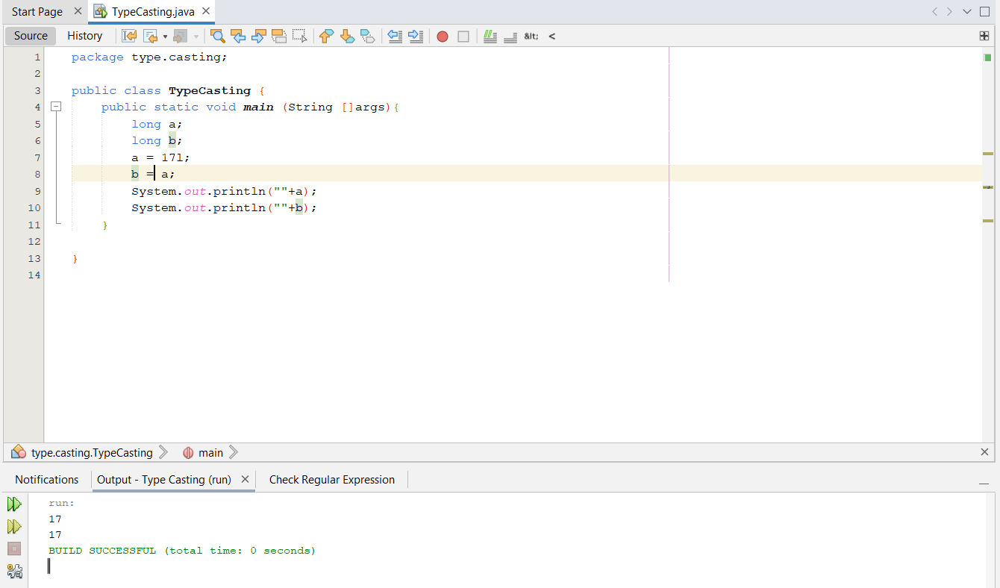 Start Page
TypeCasting.java
Source History &lt; <
1 package type.casting;
2
3 public class TypeCasting {
4 public static void main (String []args){
5 long a;
6 long b;
7 a = 17l;
8 b = a;
9 System.out.println(""+a);
10 System.out.println(""+b);
11 }
12
13 }
14
type.casting.TypeCasting main
Notifications Output - Type Casting (run) Check Regular Expression
run:
17
17
BUILD SUCCESSFUL (total time: 0 seconds)